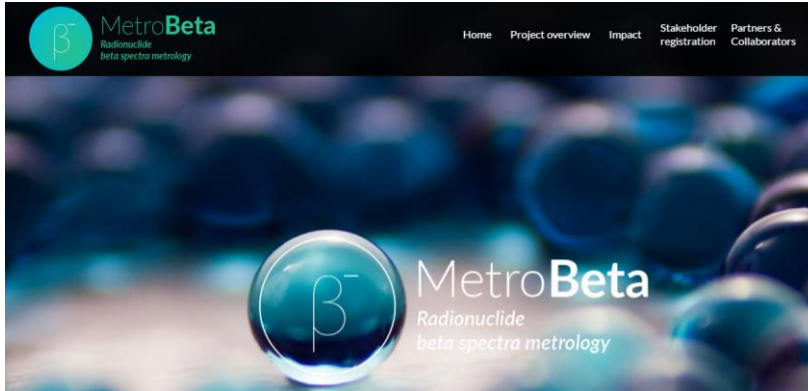 β⁻
MetroBeta
Radionuclide
beta spectra metrology
Home Project overview Impact Stakeholder registration Partners & Collaborators
β⁻
MetroBeta
Radionuclide
beta spectra metrology